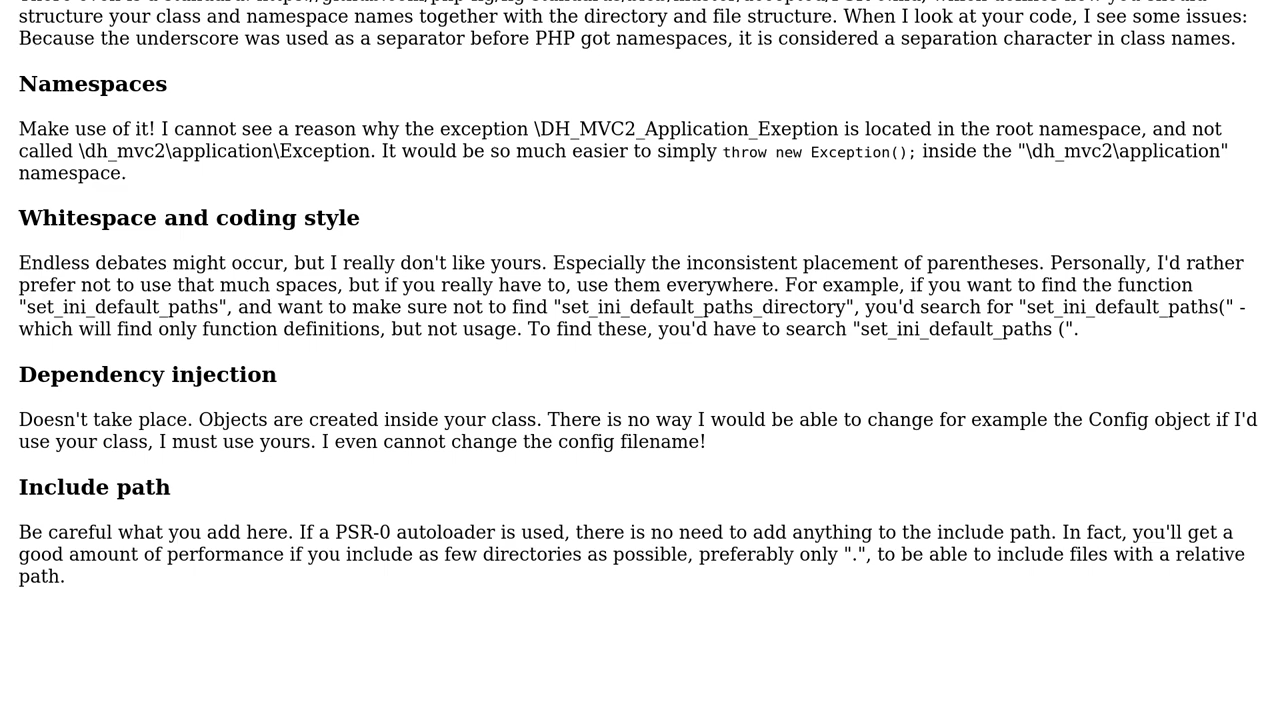 structure your class and namespace names together with the directory and file structure. When I look at your code, I see some issues:
Because the underscore was used as a separator before PHP got namespaces, it is considered a separation character in class names.
Namespaces
Make use of it! I cannot see a reason why the exception \DH_MVC2_Application_Exeption is located in the root namespace, and not
called \dh_mvc2\application\Exception. It would be so much easier to simply throw new Exception(); inside the "\dh_mvc2\application"
namespace.
Whitespace and coding style
Endless debates might occur, but I really don't like yours. Especially the inconsistent placement of parentheses. Personally, I'd rather
prefer not to use that much spaces, but if you really have to, use them everywhere. For example, if you want to find the function
"set_ini_default_paths", and want to make sure not to find "set_ini_default_paths_directory", you'd search for "set_ini_default_paths(" -
which will find only function definitions, but not usage. To find these, you'd have to search "set_ini_default_paths (".
Dependency injection
Doesn't take place. Objects are created inside your class. There is no way I would be able to change for example the Config object if I'd
use your class, I must use yours. I even cannot change the config filename!
Include path
Be careful what you add here. If a PSR-0 autoloader is used, there is no need to add anything to the include path. In fact, you'll get a
good amount of performance if you include as few directories as possible, preferably only ".", to be able to include files with a relative
path.